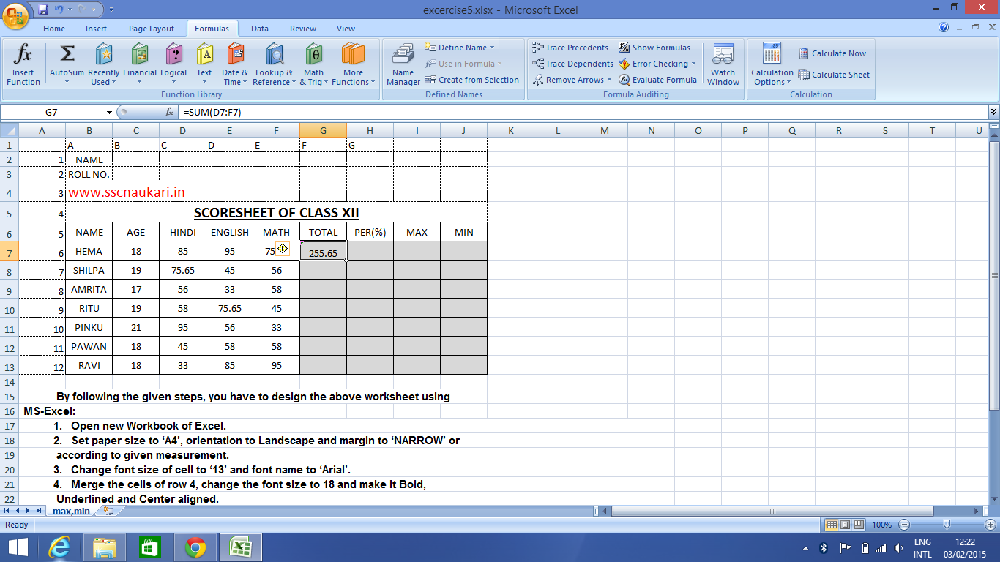 excercise5.xlsx - Microsoft Excel
Home Insert Page Layout Formulas Data Review View
Insert Function
AutoSum
Recently Used
Financial
Logical
Text
Date & Time
Lookup & Reference
Math & Trig
More Functions
Function Library
Name Manager
Define Name
Use in Formula
Create from Selection
Defined Names
Trace Precedents
Trace Dependents
Remove Arrows
Show Formulas
Error Checking
Evaluate Formula
Watch Window
Formula Auditing
Calculation Options
Calculate Now
Calculate Sheet
Calculation
G7 fx =SUM(D7:F7)
A B C D E F G H I J K L M N O P Q R S T U
1 A B C D E F G
2 1 NAME
3 2 ROLL NO.
4 3 www.sscnaukari.in
5 4 SCORESHEET OF CLASS XII
6 5 NAME AGE HINDI ENGLISH MATH TOTAL PER(%) MAX MIN
7 6 HEMA 18 85 95 75 255.65
8 7 SHILPA 19 75.65 45 56
9 8 AMRITA 17 56 33 58
10 9 RITU 19 58 75.65 45
11 10 PINKU 21 95 56 33
12 11 PAWAN 18 45 58 58
13 12 RAVI 18 33 85 95
14
15 By following the given steps, you have to design the above worksheet using
16 MS-Excel:
17 1. Open new Workbook of Excel.
18 2. Set paper size to ‘A4’, orientation to Landscape and margin to ‘NARROW’ or
19 according to given measurement.
20 3. Change font size of cell to ‘13’ and font name to ‘Arial’.
21 4. Merge the cells of row 4, change the font size to 18 and make it Bold,
22 Underlined and Center aligned.
max,min
Ready 100%
ENG 12:22
INTL 03/02/2015